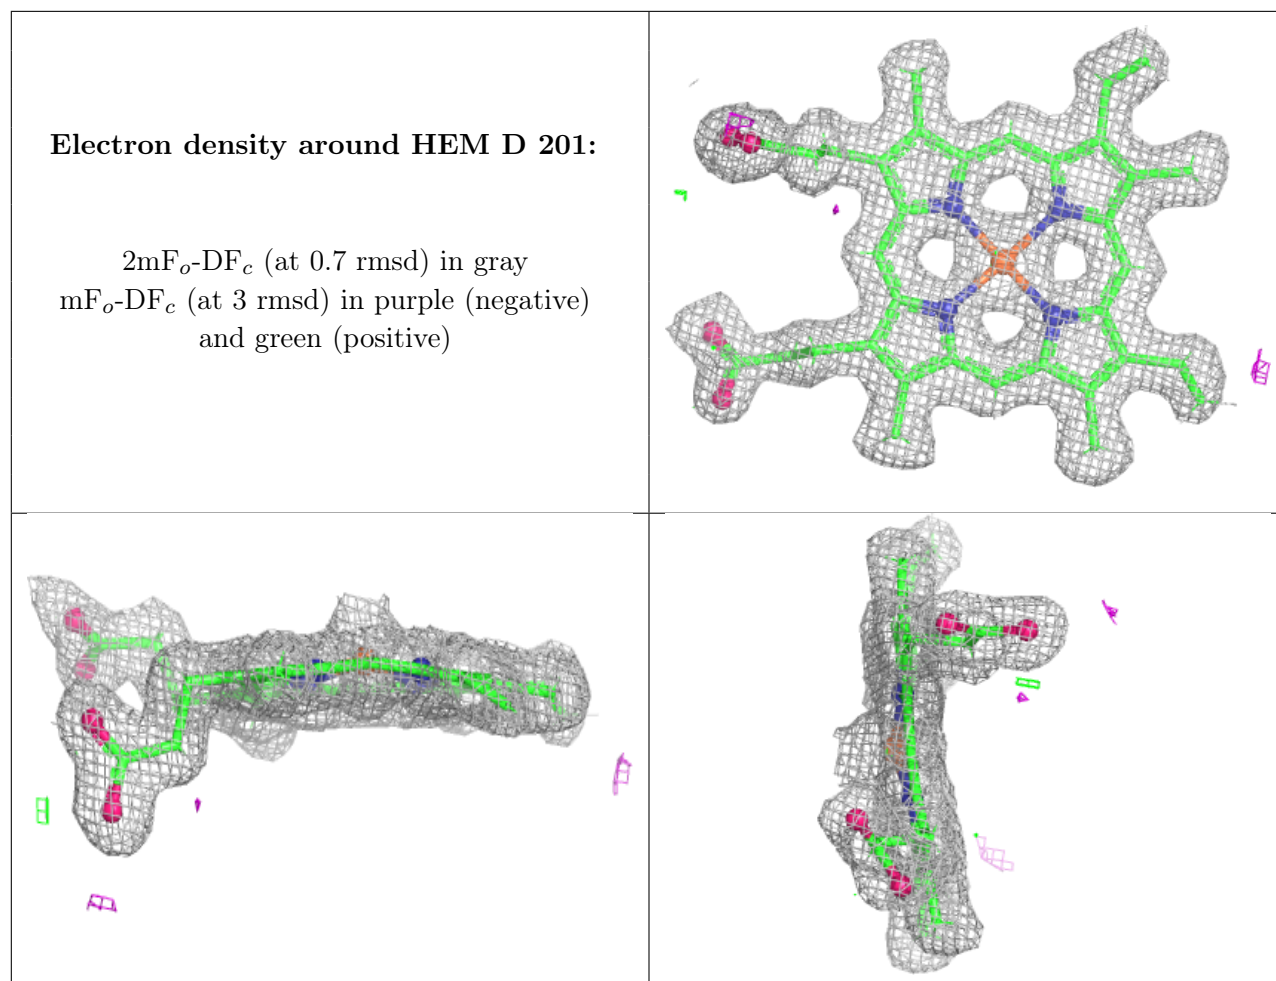 Electron density around HEM D 201:
2mFo-DFc (at 0.7 rmsd) in gray
mFo-DFc (at 3 rmsd) in purple (negative)
and green (positive)